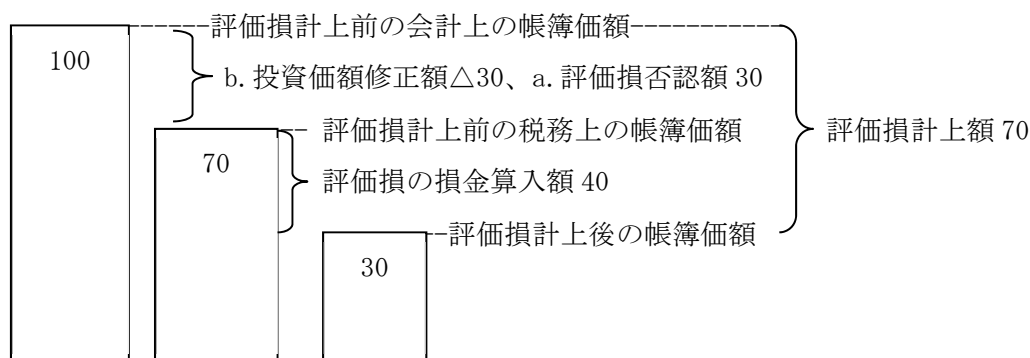 評価損計上前の会計上の帳簿価額
100
b.投資価額修正額△30、a.評価損否認額 30
評価損計上前の税務上の帳簿価額
評価損計上額 70
70
評価損の損金算入額 40
評価損計上後の帳簿価額
30